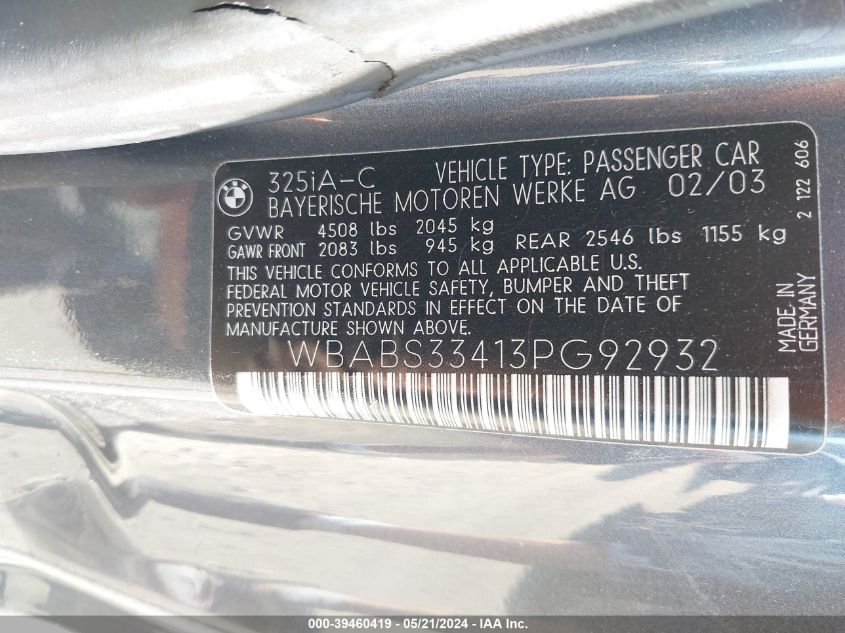 BMW
325iA-C VEHICLE TYPE: PASSENGER CAR
BAYERISCHE MOTOREN WERKE AG 02/03
GVWR 4508 lbs 2045 kg
GAWR FRONT 2083 lbs 945 kg REAR 2546 lbs 1155 kg
THIS VEHICLE CONFORMS TO ALL APPLICABLE U.S.
FEDERAL MOTOR VEHICLE SAFETY, BUMPER AND THEFT
PREVENTION STANDARDS IN EFFECT ON THE DATE OF
MANUFACTURE SHOWN ABOVE.
WBABS33413PG92932
MADE IN
GERMANY
2 122 606
000-39460419 / 05/21/2024 - IAA Inc.